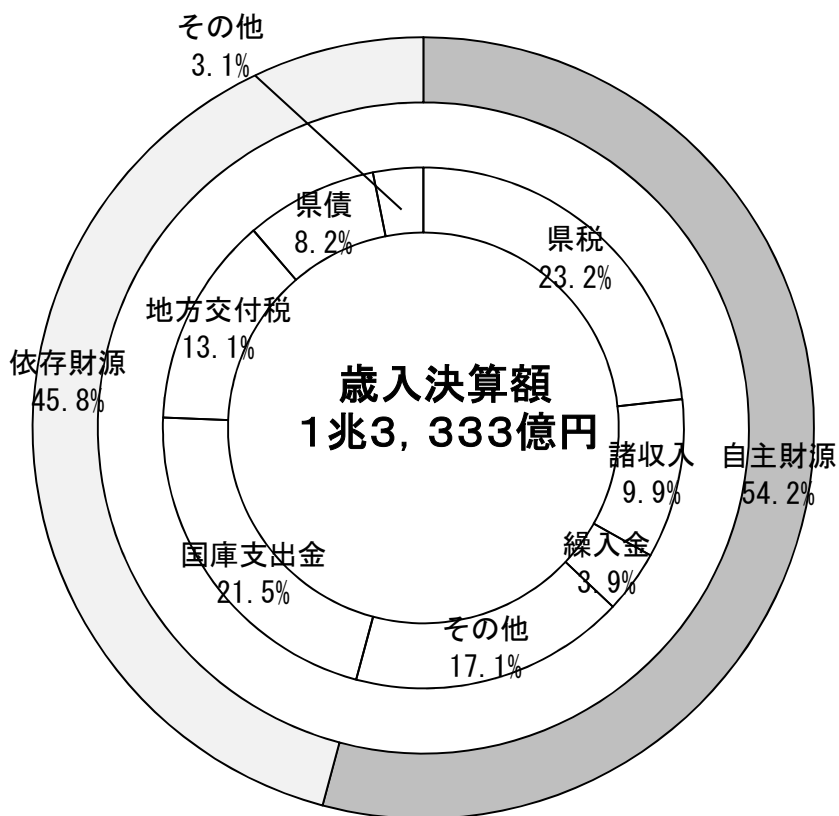 その他
3.1%
県債
8.2%
県税
23.2%
地方交付税
13.1%
依存財源
45.8%
歳入決算額
1兆3,333億円
諸収入
9.9%
自主財源
54.2%
繰入金
3.9%
国庫支出金
21.5%
その他
17.1%